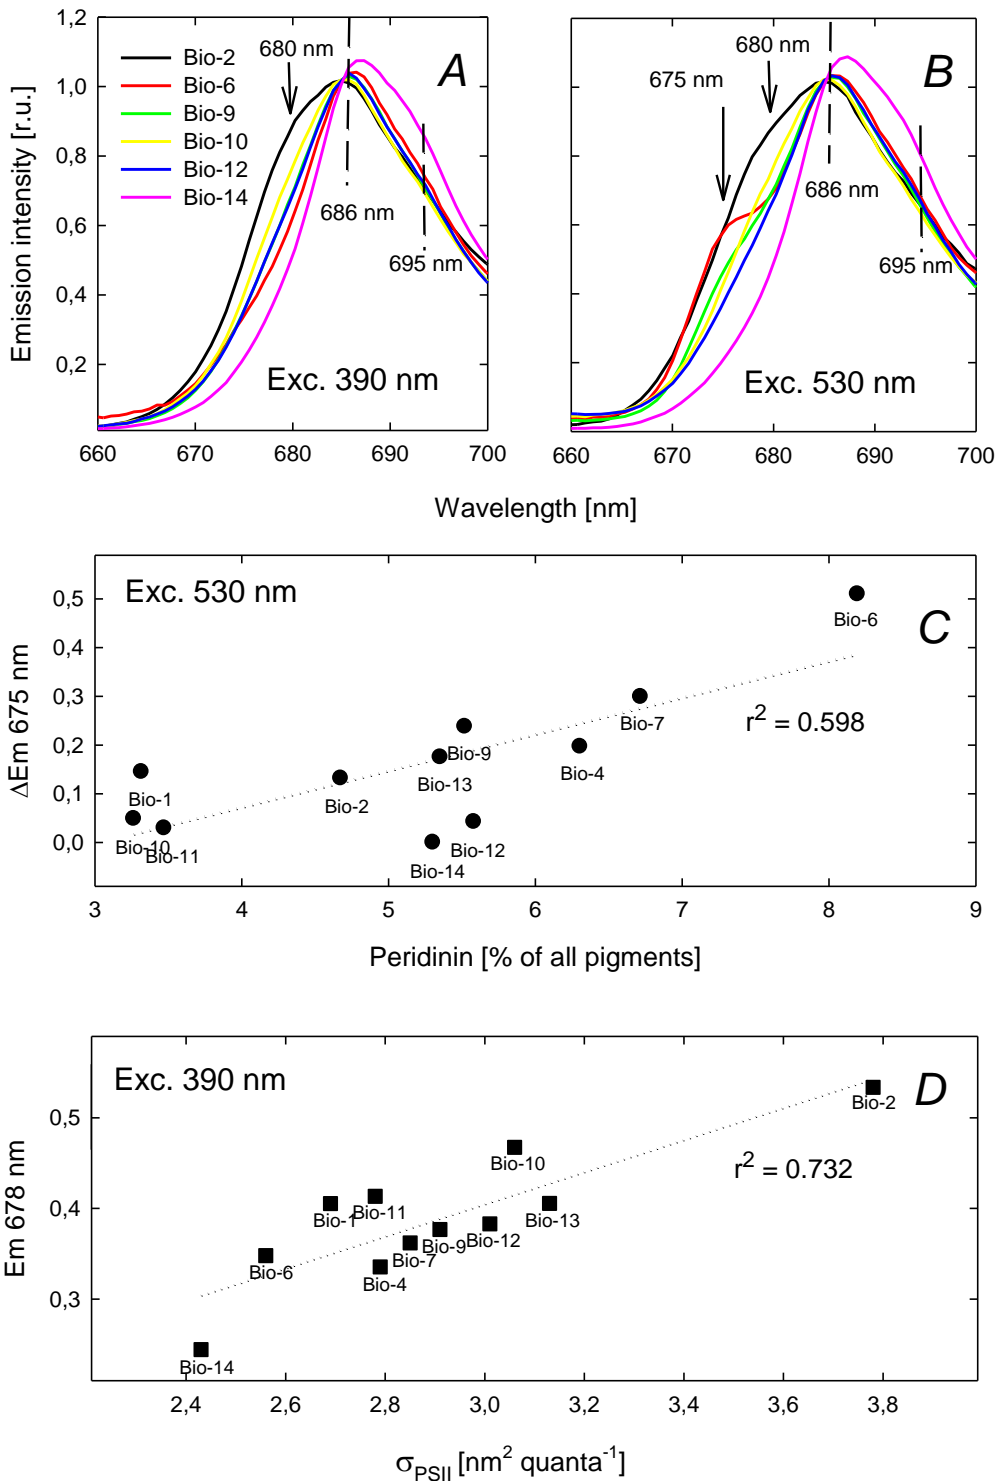 1,2
1.0
0.8
0.6
0,4
0,2
Emission intensity [r.u.]
Bio-2
Bio-6
Bio-9
Bio-10
Bio-12
Bio-14
680 nm
A
686 nm
695 nm
Exc. 390 nm
660 670 680 690 700
675 nm
680 nm
B
686 nm
695 nm
Exc. 530 nm
660 670 680 690 700
Wavelength [nm]
Exc. 530 nm
C
0,5
0,4
0,3
0,2
0,1
0,0
ΔEm 675 nm
Bio-6
Bio-7
r² = 0.598
Bio-9
Bio-4
Bio-13
Bio-1
Bio-2
Bio-10
Bio-11
Bio-12
Bio-14
3 4 5 6 7 8 9
Peridinin [% of all pigments]
Exc. 390 nm
D
0,5
0,4
0,3
Em 678 nm
Bio-2
Bio-10
r² = 0.732
Bio-1
Bio-11
Bio-13
Bio-12
Bio-9
Bio-7
Bio-6
Bio-4
Bio-14
2,4 2,6 2,8 3,0 3,2 3,4 3,6 3,8
σPSII [nm² quanta⁻¹]